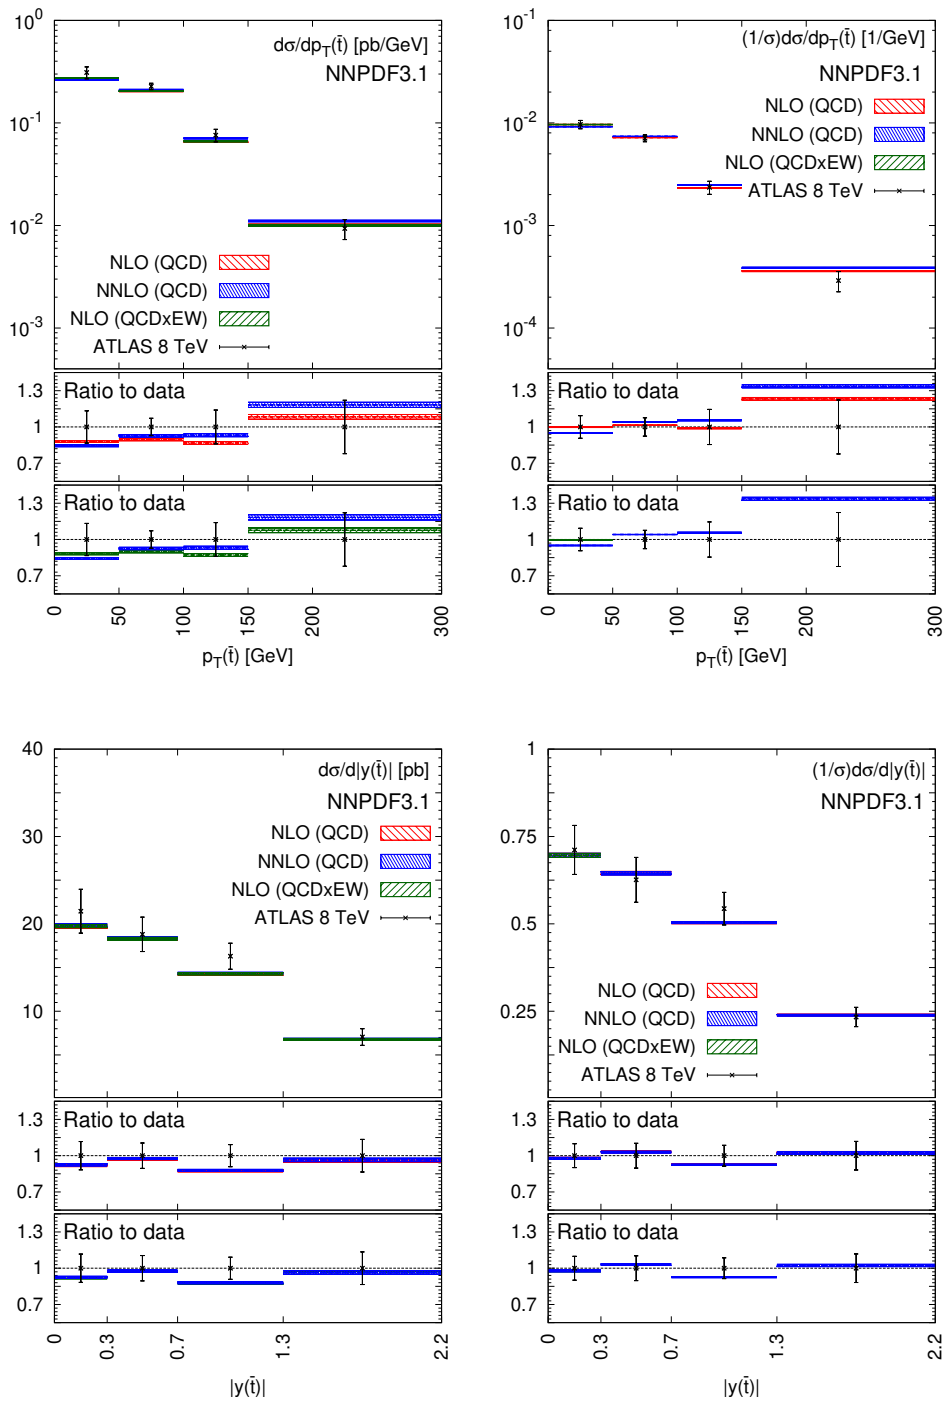 10^0
10^-1
10^-2
10^-3
dσ/dp_T(t̄) [pb/GeV]
NNPDF3.1
NLO (QCD)
NNLO (QCD)
NLO (QCDxEW)
ATLAS 8 TeV
Ratio to data
1.3
1
0.7
Ratio to data
1.3
1
0.7
0
50
100
150
200
250
300
p_T(t̄) [GeV]
10^-1
10^-2
10^-3
10^-4
(1/σ)dσ/dp_T(t̄) [1/GeV]
NNPDF3.1
NLO (QCD)
NNLO (QCD)
NLO (QCDxEW)
ATLAS 8 TeV
Ratio to data
1.3
1
0.7
Ratio to data
1.3
1
0.7
0
50
100
150
200
250
300
p_T(t̄) [GeV]
40
30
20
10
dσ/d|y(t̄)| [pb]
NNPDF3.1
NLO (QCD)
NNLO (QCD)
NLO (QCDxEW)
ATLAS 8 TeV
Ratio to data
1.3
1
0.7
Ratio to data
1.3
1
0.7
0
0.3
0.7
1.3
2.2
|y(t̄)|
1
0.75
0.5
0.25
(1/σ)dσ/d|y(t̄)|
NNPDF3.1
NLO (QCD)
NNLO (QCD)
NLO (QCDxEW)
ATLAS 8 TeV
Ratio to data
1.3
1
0.7
Ratio to data
1.3
1
0.7
0
0.3
0.7
1.3
2.2
|y(t̄)|